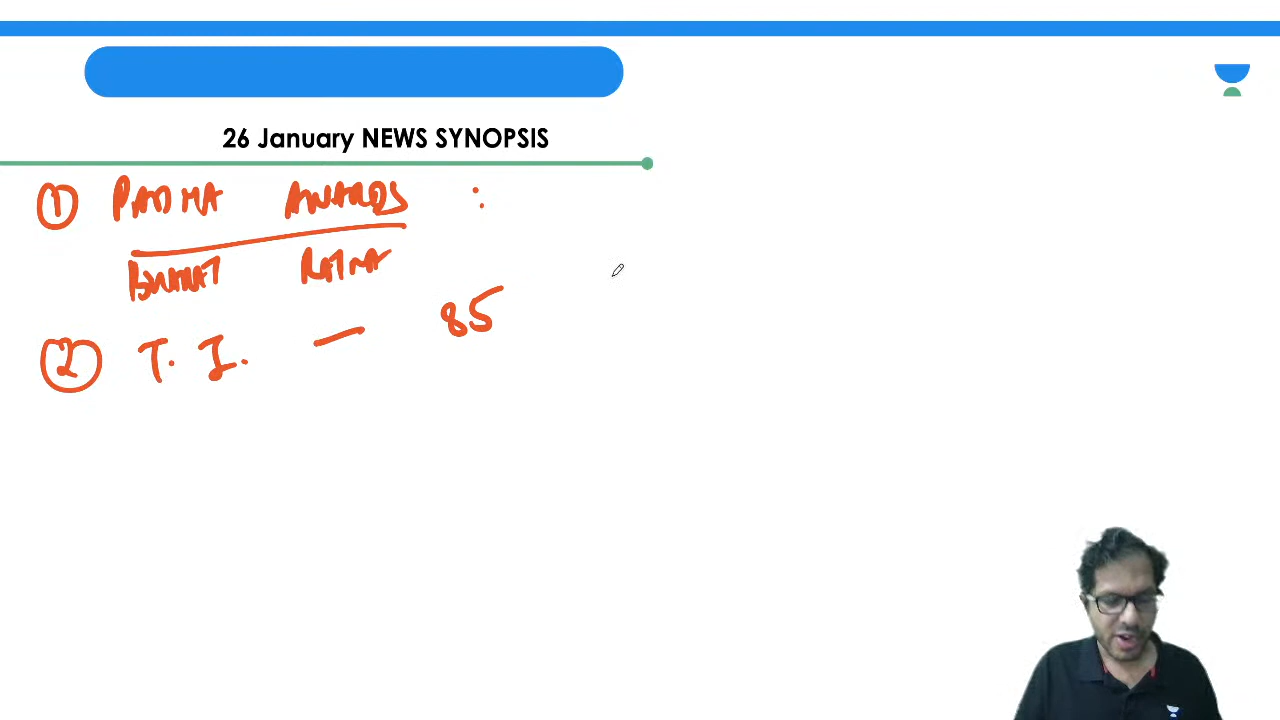 26 January NEWS SYNOPSIS
1 PADMA AWARDS :
BHARAT RATNA
2 T. I. — 85